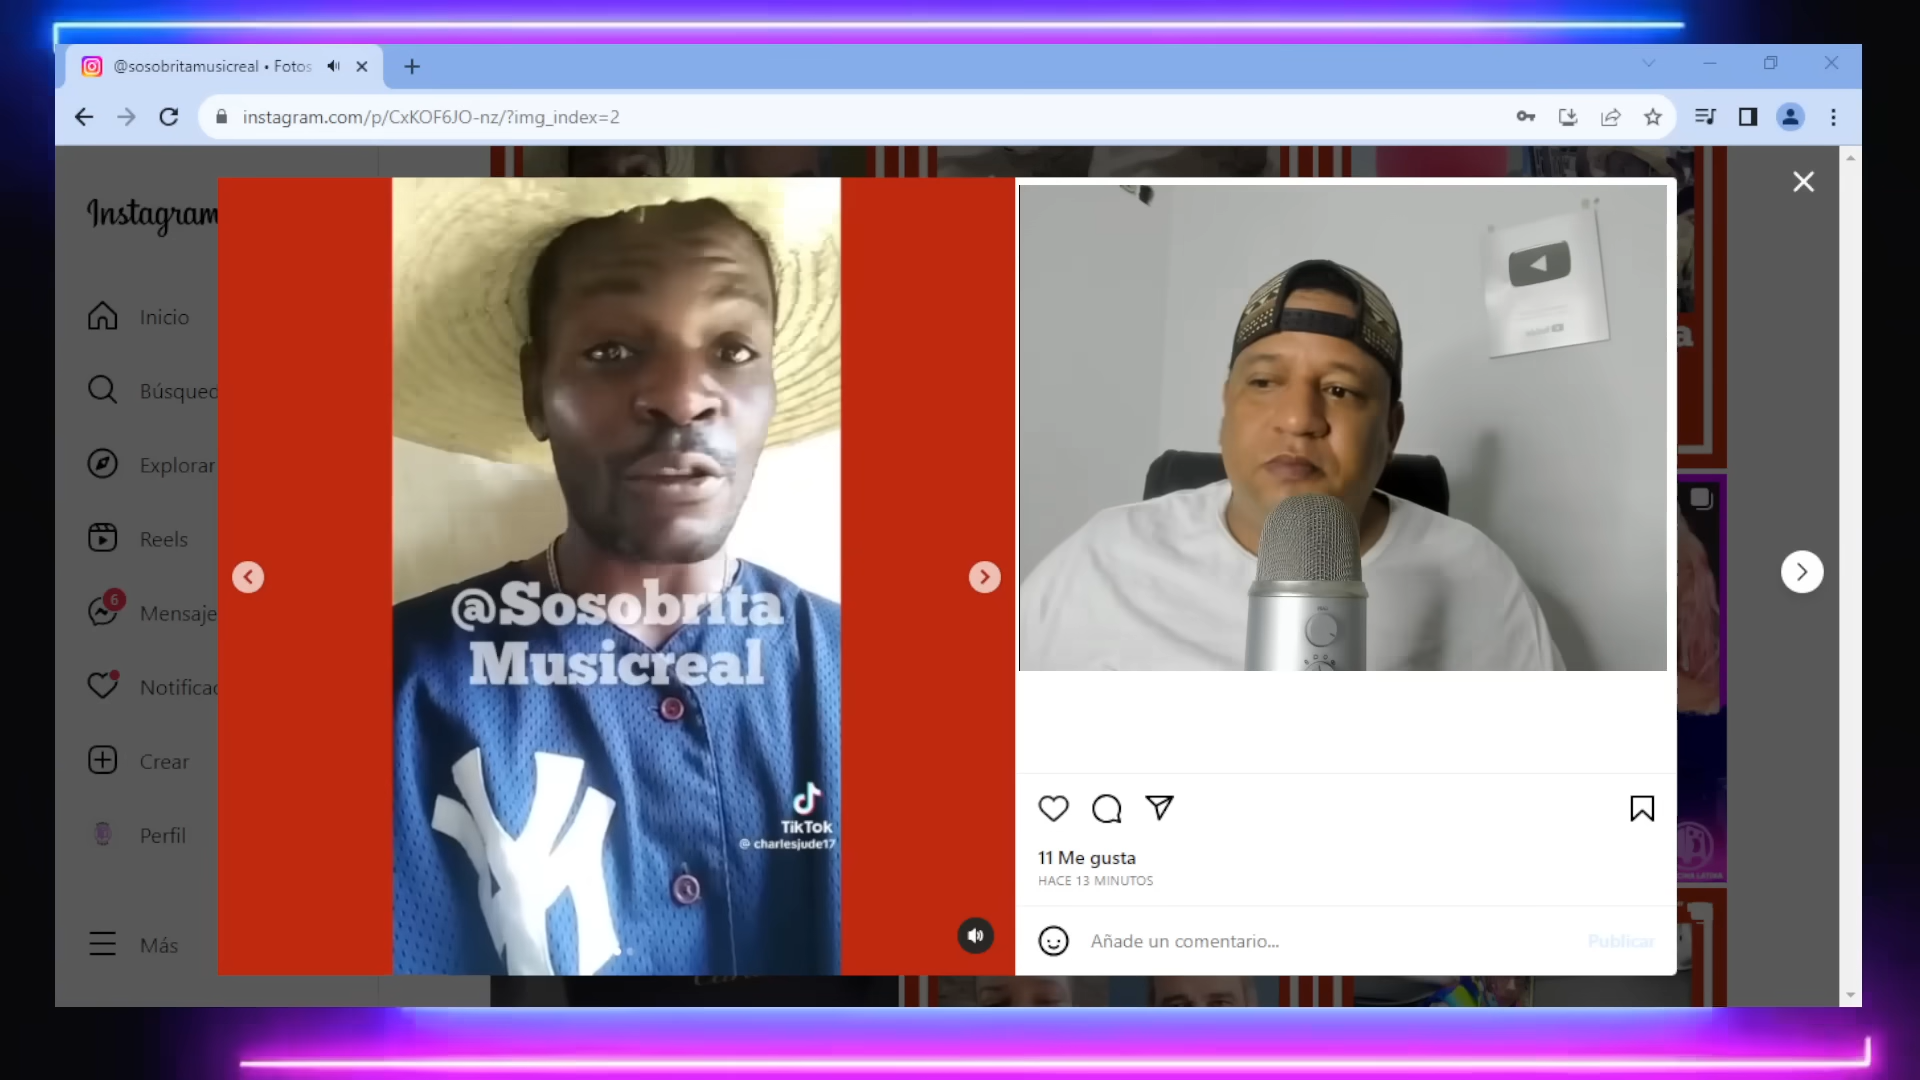 @sosobritamusicreal • Fotos
instagram.com/p/CxKOF6JO-nz/?img_index=2
Instagram
Inicio
Búsqued
Explorar
Reels
6
Mensaje
Notificac
Crear
Perfil
Más
@Sosobrita
Musicreal
TikTok
@ charlesjude17
11 Me gusta
HACE 13 MINUTOS
Añade un comentario...
Publicar